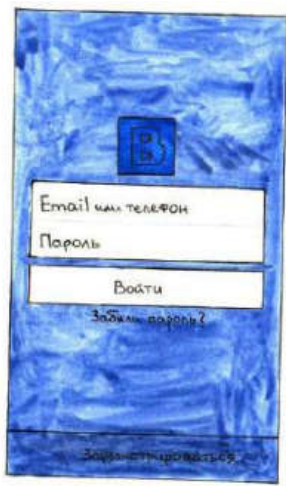 B
Email или телефон
Пароль
Войти
Забыли пароль?
Зарегистрироваться